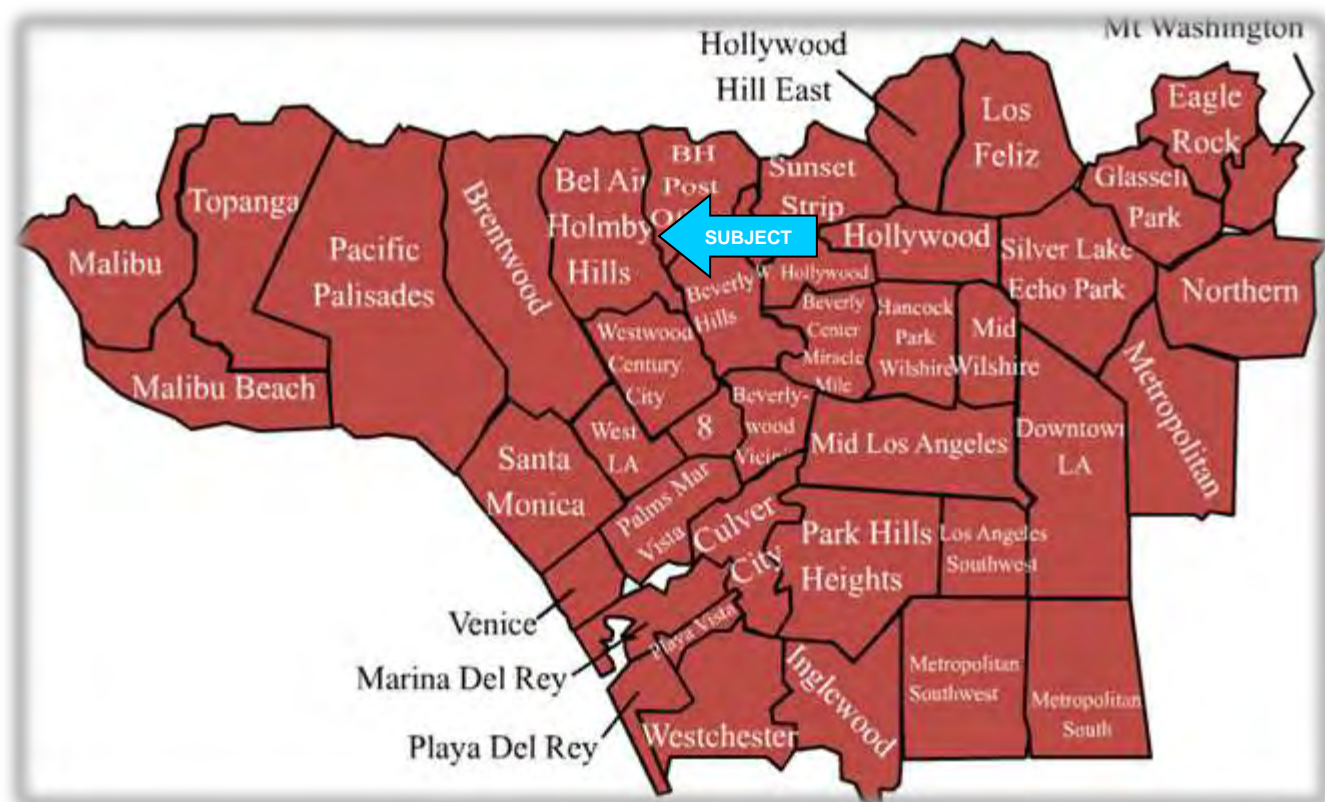 Mt Washington
Hollywood
Hill East
Los
Feliz
Eagle
Rock
Glassell
Park
BH
Post
Sunset
Strip
Bel Air
Holmby
Hills
Topanga
Brentwood
Malibu
Pacific
Palisades
SUBJECT
Hollywood
Silver Lake
Echo Park
Northern
W. Hollywood
Beverly
Hills
Beverly
Center
Miracle
Mile
Hancock
Park
Wilshire
Mid
Wilshire
Westwood
Century
City
Malibu Beach
Metropolitan
Beverly-
wood
8
West
LA
Mid Los Angeles
Downtown
LA
Santa
Monica
Palms Mar
Vista
Culver
City
Park Hills
Heights
Los Angeles
Southwest
Venice
Playa Vista
Marina Del Rey
Inglewood
Metropolitan
Southwest
Metropolitan
South
Playa Del Rey
Westchester